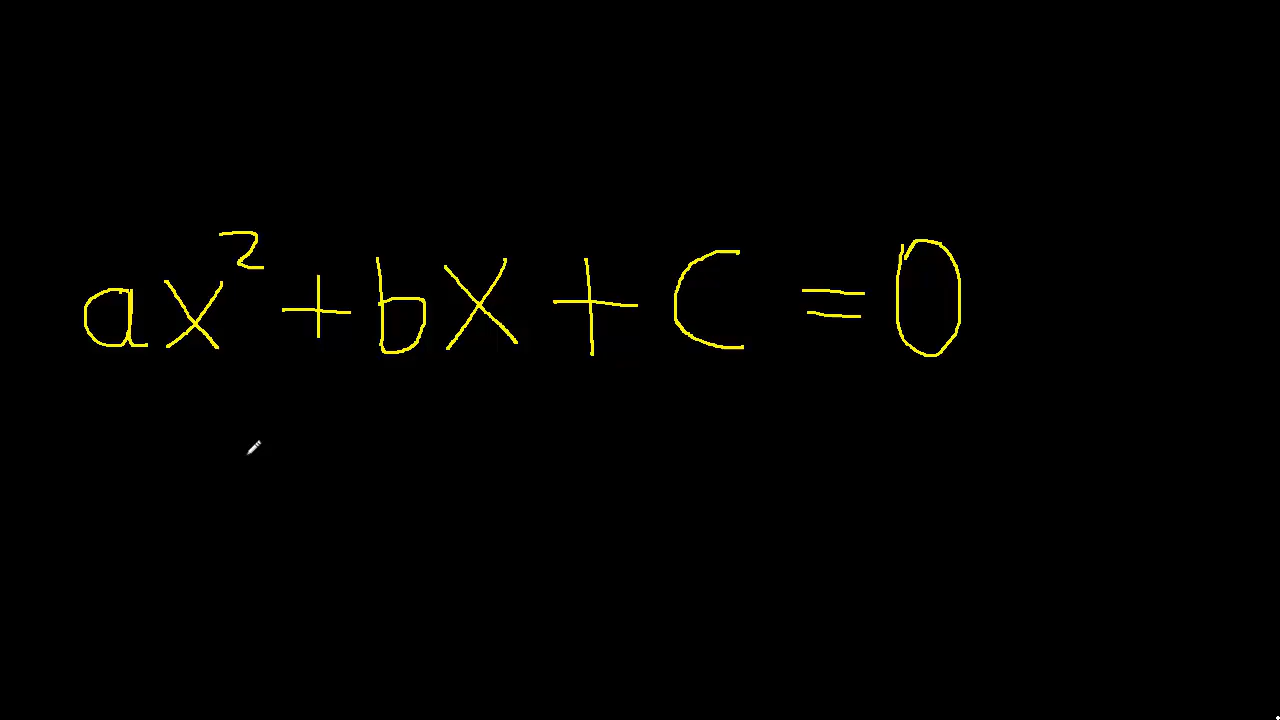 ax² + bx + c = 0